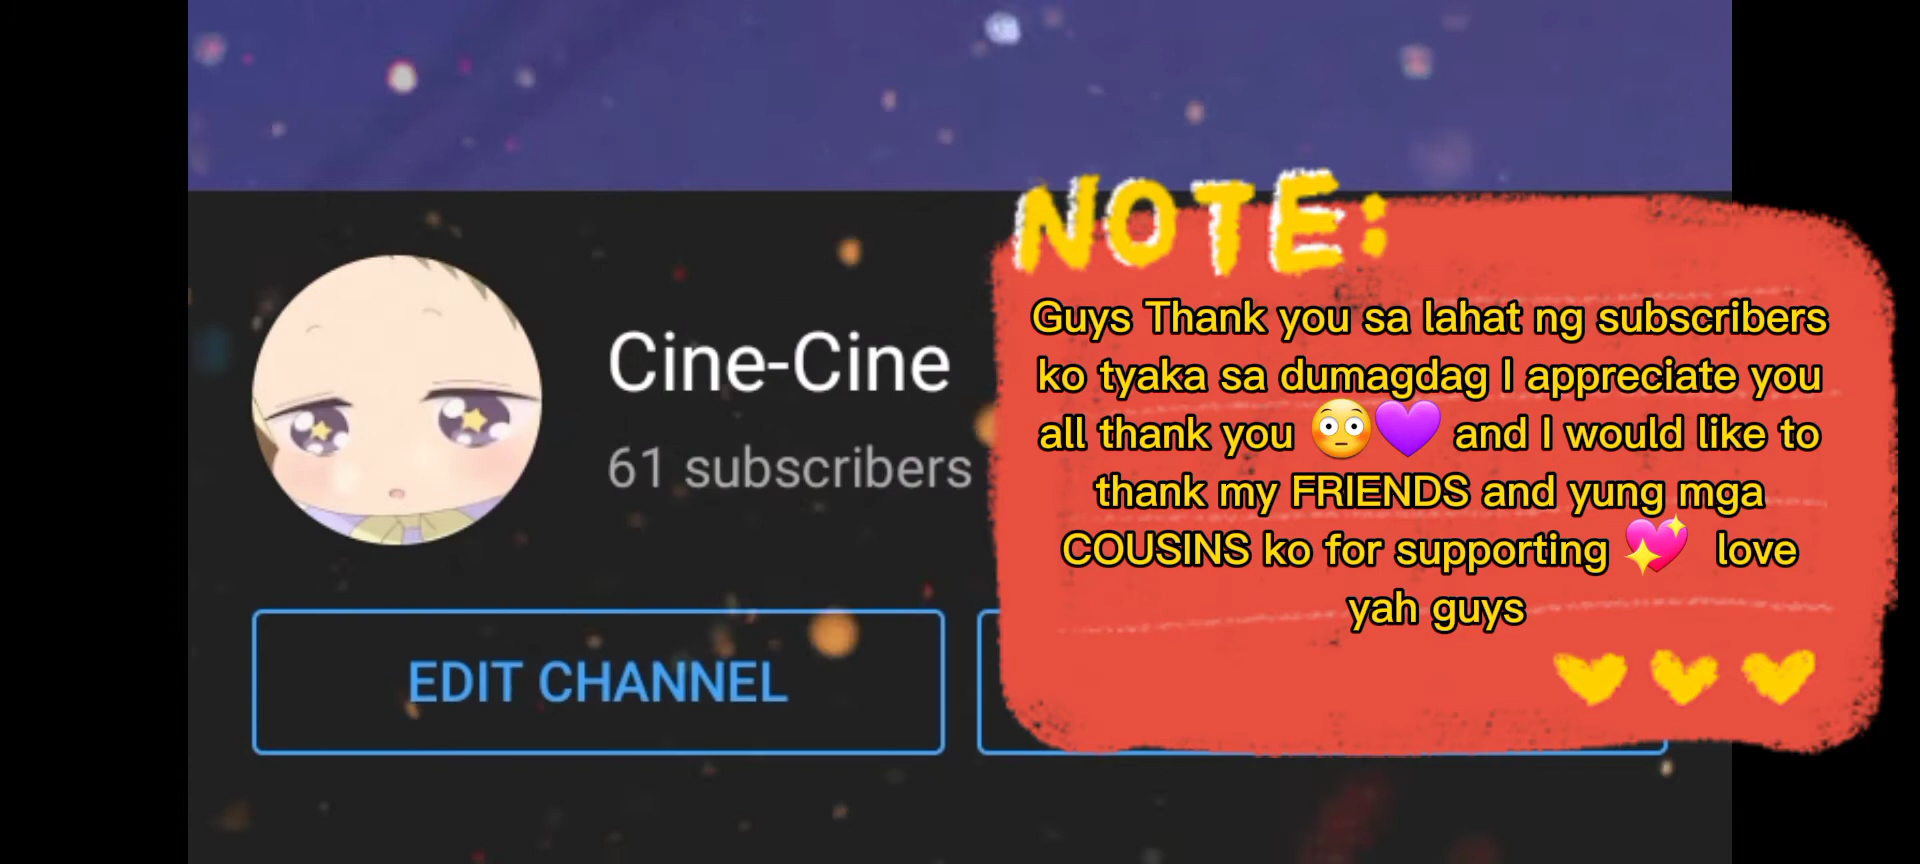 Cine-Cine
61 subscribers
EDIT CHANNEL
NOTE:
Guys Thank you sa lahat ng subscribers
ko tyaka sa dumagdag I appreciate you
all thank you 😳💜 and I would like to
thank my FRIENDS and yung mga
COUSINS ko for supporting 💖 love
yah guys